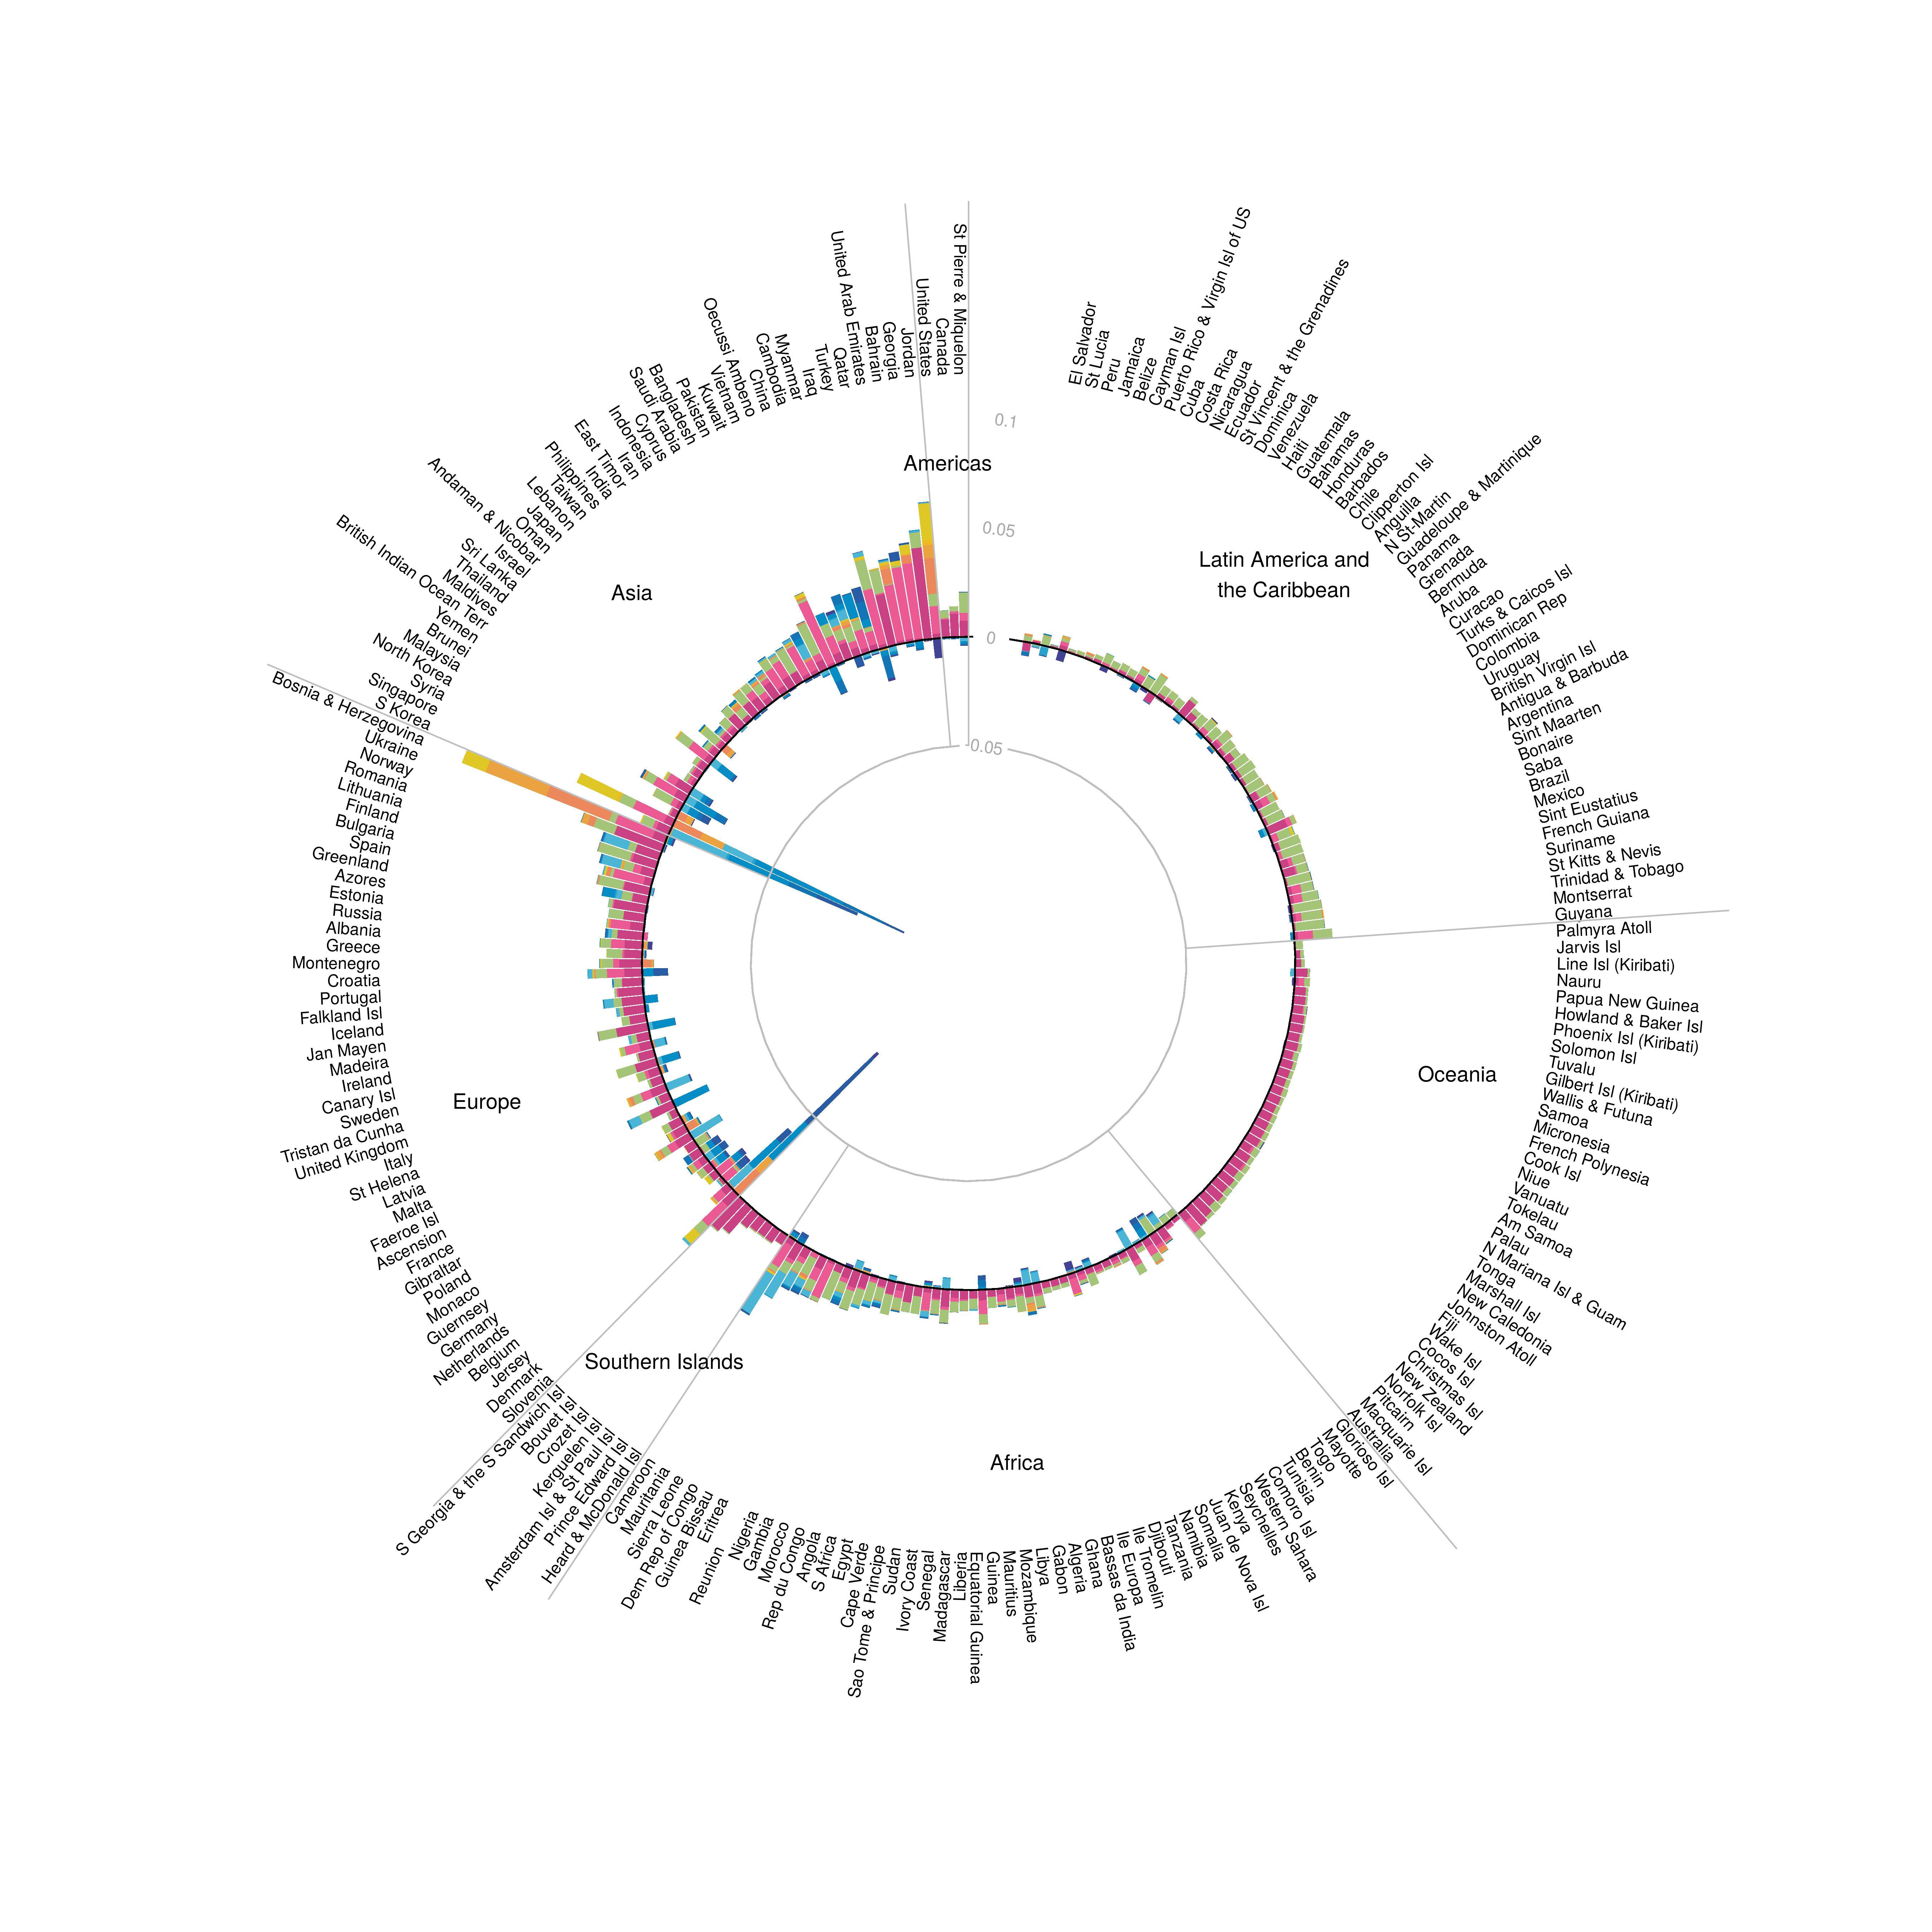 Americas
Latin America and
the Caribbean
Oceania
Africa
Southern Islands
Europe
Asia
0.1
0.05
0
-0.05
El Salvador
St Lucia
Peru
Jamaica
Belize
Cayman Isl
Puerto Rico & Virgin Isl of US
Cuba
Costa Rica
Nicaragua
Ecuador
St Vincent & the Grenadines
Dominica
Venezuela
Haiti
Guatemala
Bahamas
Honduras
Barbados
Chile
Clipperton Isl
Anguilla
N St-Martin
Guadeloupe & Martinique
Panama
Grenada
Bermuda
Aruba
Curacao
Turks & Caicos Isl
Dominican Rep
Colombia
Uruguay
British Virgin Isl
Antigua & Barbuda
Argentina
Sint Maarten
Bonaire
Saba
Brazil
Mexico
Sint Eustatius
French Guiana
Suriname
St Kitts & Nevis
Trinidad & Tobago
Montserrat
Guyana
Palmyra Atoll
Jarvis Isl
Line Isl (Kiribati)
Nauru
Papua New Guinea
Howland & Baker Isl
Phoenix Isl (Kiribati)
Solomon Isl
Tuvalu
Gilbert Isl (Kiribati)
Wallis & Futuna
Samoa
Micronesia
French Polynesia
Cook Isl
Niue
Vanuatu
Tokelau
Am Samoa
Palau
N Mariana Isl & Guam
Tonga
Marshall Isl
New Caledonia
Johnston Atoll
Fiji
Wake Isl
Cocos Isl
Christmas Isl
New Zealand
Norfolk Isl
Pitcairn
Macquarie Isl
Australia
Glorioso Isl
Mayotte
Togo
Benin
Tunisia
Comoro Isl
Western Sahara
Seychelles
Kenya
Juan de Nova Isl
Somalia
Namibia
Tanzania
Djibouti
Ile Tromelin
Ile Europa
Bassas da India
Ghana
Algeria
Gabon
Libya
Mozambique
Mauritius
Guinea
Equatorial Guinea
Liberia
Madagascar
Senegal
Ivory Coast
Sudan
Sao Tome & Principe
Cape Verde
Egypt
S Africa
Angola
Rep du Congo
Morocco
Gambia
Nigeria
Reunion
Eritrea
Guinea Bissau
Dem Rep of Congo
Sierra Leone
Mauritania
Cameroon
Heard & McDonald Isl
Prince Edward Isl
Amsterdam Isl & St Paul Isl
Kerguelen Isl
Crozet Isl
Bouvet Isl
S Georgia & the S Sandwich Isl
Slovenia
Denmark
Jersey
Belgium
Netherlands
Germany
Guernsey
Monaco
Poland
Gibraltar
France
Ascension
Faeroe Isl
Malta
Latvia
St Helena
Italy
United Kingdom
Tristan da Cunha
Sweden
Canary Isl
Ireland
Madeira
Jan Mayen
Iceland
Falkland Isl
Portugal
Croatia
Montenegro
Greece
Albania
Russia
Estonia
Azores
Greenland
Spain
Bulgaria
Finland
Lithuania
Romania
Norway
Ukraine
Bosnia & Herzegovina
S Korea
Singapore
Syria
North Korea
Malaysia
Brunei
Yemen
British Indian Ocean Terr
Maldives
Thailand
Sri Lanka
Israel
Andaman & Nicobar
Oman
Japan
Lebanon
Taiwan
Philippines
India
East Timor
Iran
Indonesia
Cyprus
Saudi Arabia
Bangladesh
Pakistan
Kuwait
Vietnam
Oecussi Ambeno
China
Cambodia
Myanmar
Iraq
Turkey
Qatar
United Arab Emirates
Bahrain
Georgia
Jordan
United States
Canada
St Pierre & Miquelon